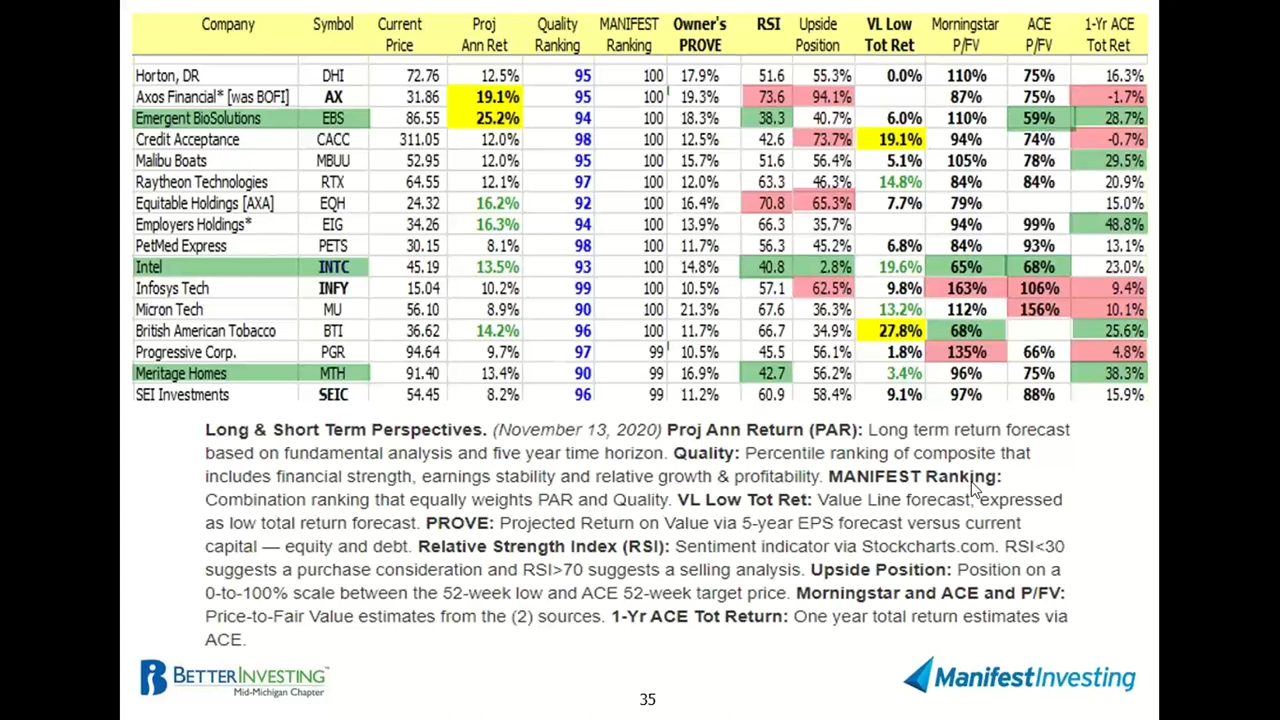 Company Symbol Current Price Proj Ann Ret Quality Ranking MANIFEST Ranking Owner's PROVE RSI Upside Position VL Low Tot Ret Morningstar P/FV ACE P/FV 1-Yr ACE Tot Ret
Horton, DR DHI 72.76 12.5% 95 100 17.9% 51.6 55.3% 0.0% 110% 75% 16.3%
Axos Financial* [was BOFI] AX 31.86 19.1% 95 100 19.3% 73.6 94.1% 87% 75% -1.7%
Emergent BioSolutions EBS 86.55 25.2% 94 100 18.3% 38.3 40.7% 6.0% 110% 59% 28.7%
Credit Acceptance CACC 311.05 12.0% 98 100 12.5% 42.6 73.7% 19.1% 94% 74% -0.7%
Malibu Boats MBUU 52.95 12.0% 95 100 15.7% 51.6 56.4% 5.1% 105% 78% 29.5%
Raytheon Technologies RTX 64.55 12.1% 97 100 12.0% 63.3 46.3% 14.8% 84% 84% 20.9%
Equitable Holdings [AXA] EQH 24.32 16.2% 92 100 16.4% 70.8 65.3% 7.7% 79% 15.0%
Employers Holdings* EIG 34.26 16.3% 94 100 13.9% 66.3 35.7% 94% 99% 48.8%
PetMed Express PETS 30.15 8.1% 98 100 11.7% 56.3 45.2% 6.8% 84% 93% 13.1%
Intel INTC 45.19 13.5% 93 100 14.8% 40.8 2.8% 19.6% 65% 68% 23.0%
Infosys Tech INFY 15.04 10.2% 99 100 10.5% 57.1 62.5% 9.8% 163% 106% 9.4%
Micron Tech MU 56.10 8.9% 90 100 21.3% 67.6 36.3% 13.2% 112% 156% 10.1%
British American Tobacco BTI 36.62 14.2% 96 100 11.7% 66.7 34.9% 27.8% 68% 25.6%
Progressive Corp. PGR 94.64 9.7% 97 99 10.5% 45.5 56.1% 1.8% 135% 66% 4.8%
Meritage Homes MTH 91.40 13.4% 90 99 16.9% 42.7 56.2% 3.4% 96% 75% 38.3%
SEI Investments SEIC 54.45 8.2% 96 99 11.2% 60.9 58.4% 9.1% 97% 88% 15.9%
Long & Short Term Perspectives. (November 13, 2020) Proj Ann Return (PAR): Long term return forecast
based on fundamental analysis and five year time horizon. Quality: Percentile ranking of composite that
includes financial strength, earnings stability and relative growth & profitability. MANIFEST Ranking:
Combination ranking that equally weights PAR and Quality. VL Low Tot Ret: Value Line forecast, expressed
as low total return forecast. PROVE: Projected Return on Value via 5-year EPS forecast versus current
capital — equity and debt. Relative Strength Index (RSI): Sentiment indicator via Stockcharts.com. RSI<30
suggests a purchase consideration and RSI>70 suggests a selling analysis. Upside Position: Position on a
0-to-100% scale between the 52-week low and ACE 52-week target price. Morningstar and ACE and P/FV:
Price-to-Fair Value estimates from the (2) sources. 1-Yr ACE Tot Return: One year total return estimates via
ACE.
BETTERINVESTING™
Mid-Michigan Chapter
35
ManifestInvesting